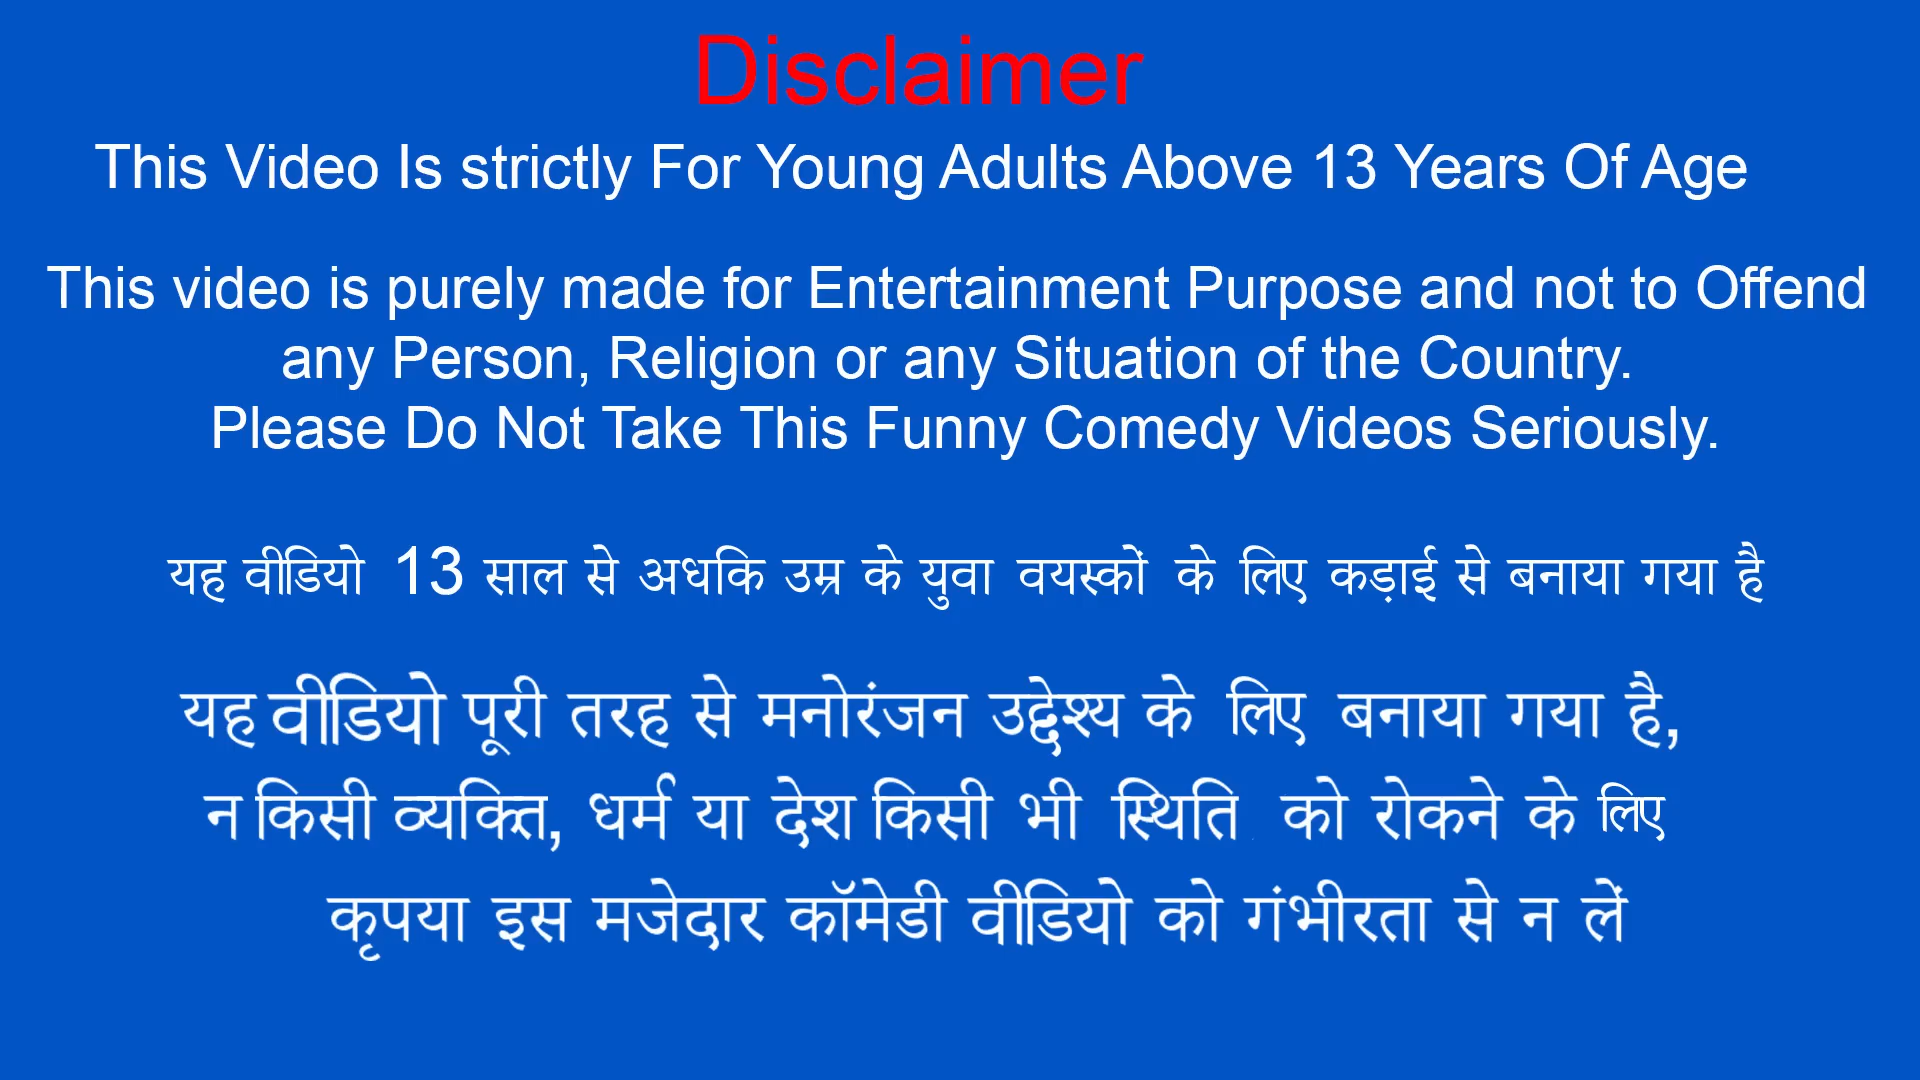 Disclaimer
This Video Is strictly For Young Adults Above 13 Years Of Age
This video is purely made for Entertainment Purpose and not to Offend
any Person, Religion or any Situation of the Country.
Please Do Not Take This Funny Comedy Videos Seriously.
यह वीडियो 13 साल से अधकि उम्र के युवा वयस्कों के लिए कड़ाई से बनाया गया है
यह वीडियो पूरी तरह से मनोरंजन उद्देश्य के लिए बनाया गया है,
न किसी व्यक्ति, धर्म या देश किसी भी स्थिति को रोकने के लिए
कृपया इस मजेदार कॉमेडी वीडियो को गंभीरता से न लें